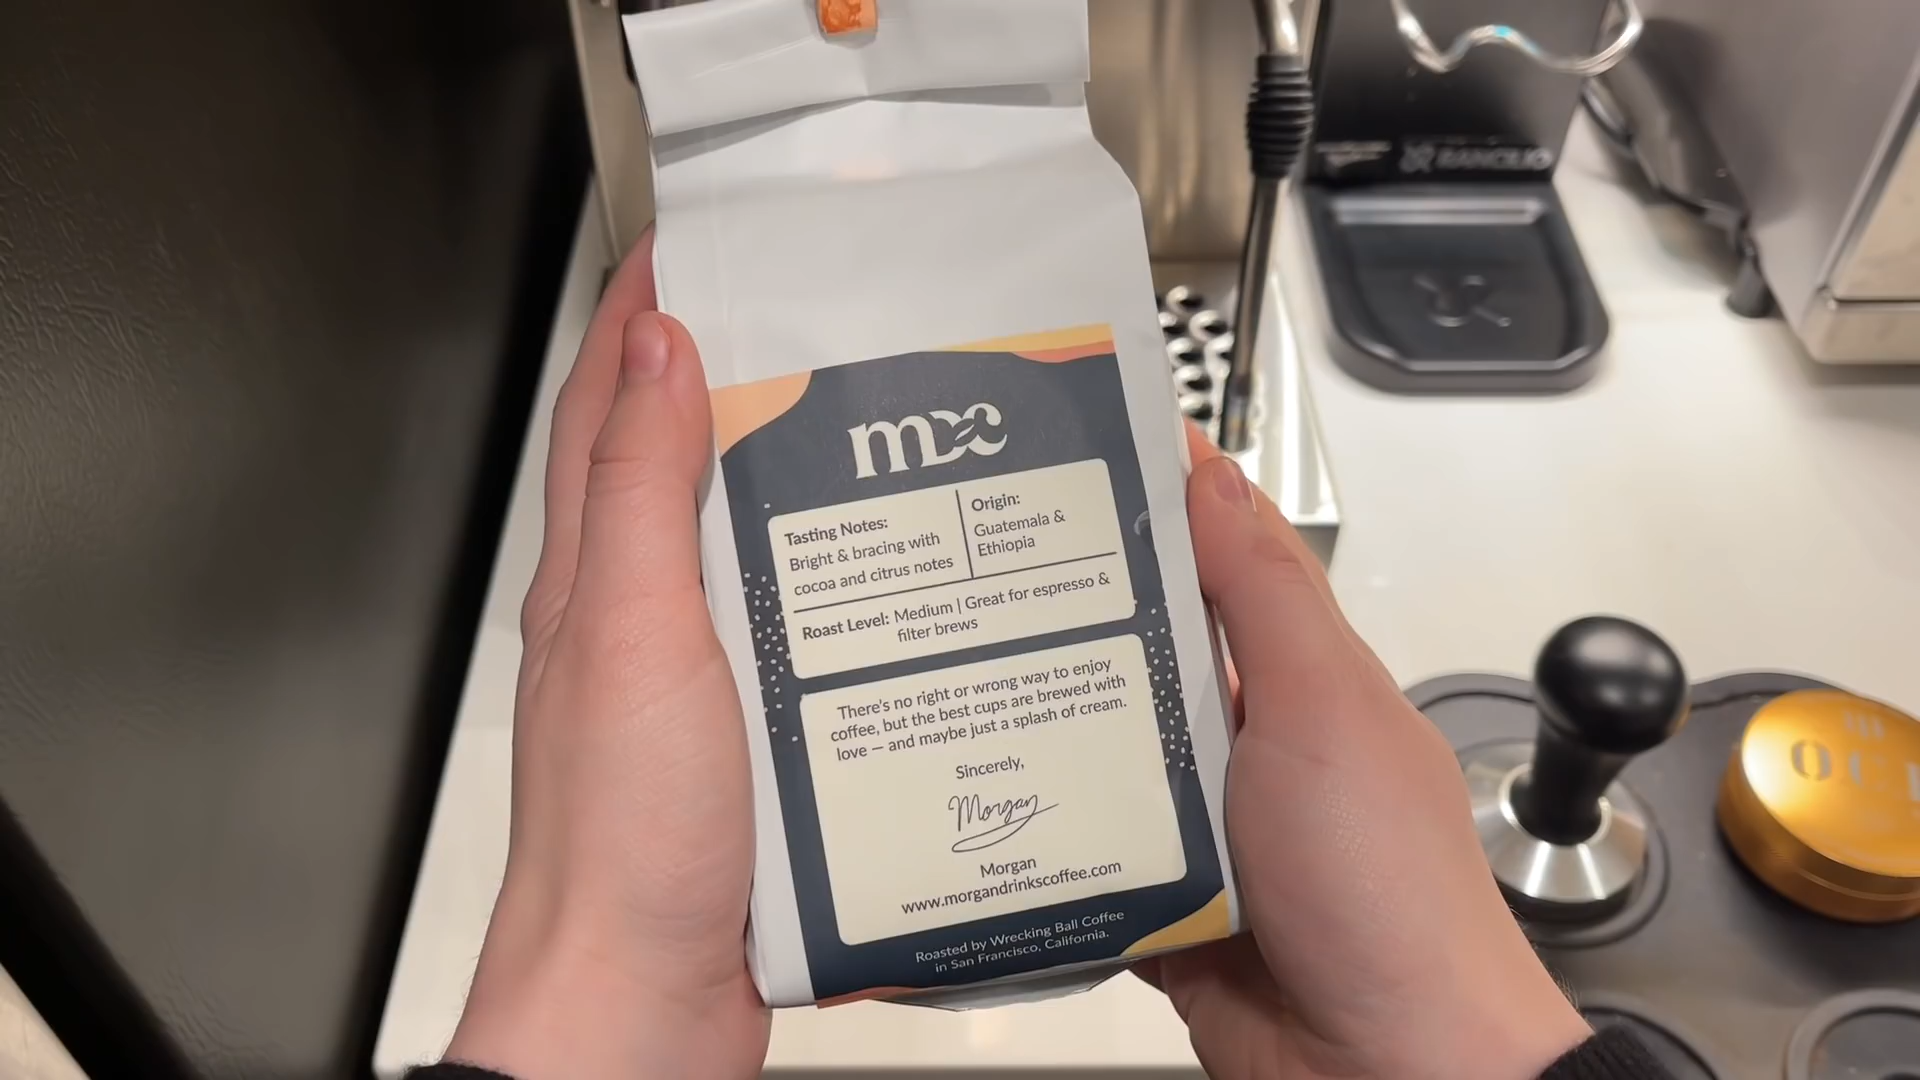 RANCILIO
mdc
Tasting Notes:
Bright & bracing with
cocoa and citrus notes
Origin:
Guatemala &
Ethiopia
Roast Level: Medium | Great for espresso &
filter brews
There's no right or wrong way to enjoy
coffee, but the best cups are brewed with
love — and maybe just a splash of cream.
Sincerely,
Morgan
Morgan
www.morgandrinkscoffee.com
Roasted by Wrecking Ball Coffee
in San Francisco, California.